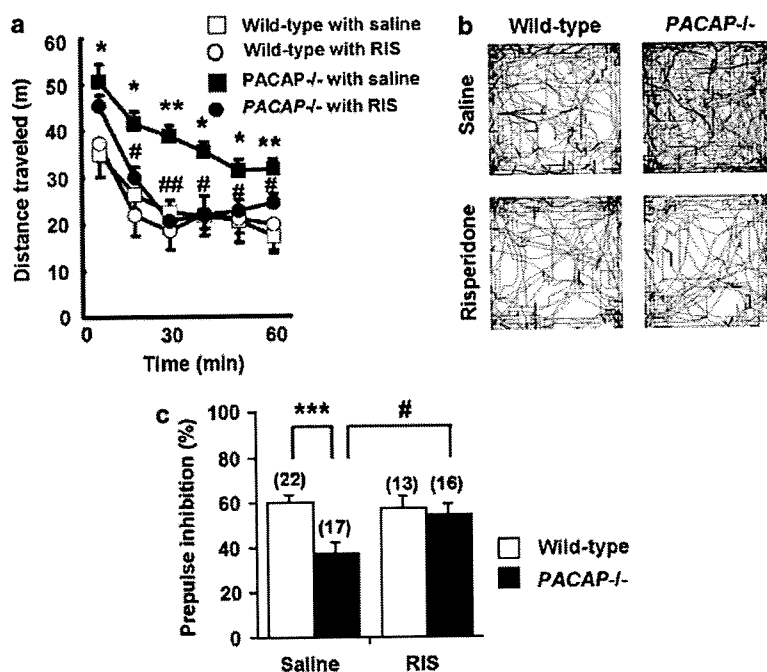 a
Wild-type with saline
Wild-type with RIS
PACAP-/- with saline
PACAP-/- with RIS
Distance traveled (m)
60
50
40
30
20
10
0
* * ** * * **
# ## # # #
0 30 60
Time (min)
b
Wild-type PACAP-/-
Saline
Risperidone
c
Prepulse inhibition (%)
100
80
60
40
20
0
*** #
(22) (17) (13) (16)
Saline RIS
Wild-type
PACAP-/-